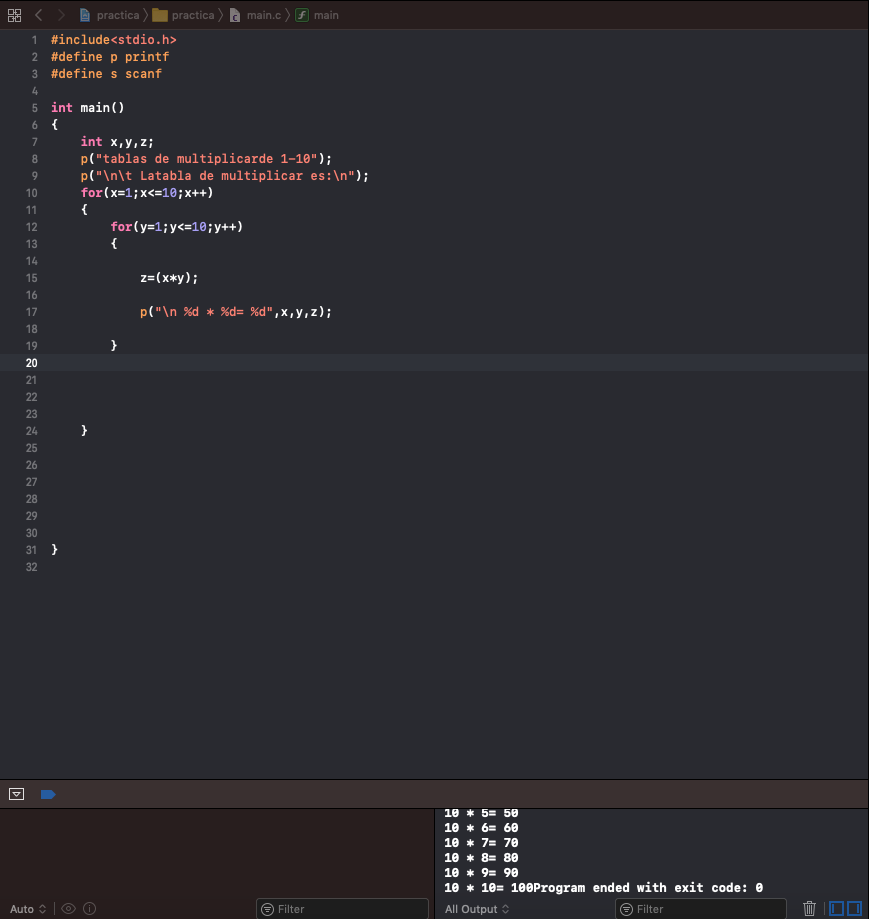 practica practica main.c main
1 #include<stdio.h>
2 #define p printf
3 #define s scanf
4
5 int main()
6 {
7 int x,y,z;
8 p("tablas de multiplicarde 1-10");
9 p("\n\t Latabla de multiplicar es:\n");
10 for(x=1;x<=10;x++)
11 {
12 for(y=1;y<=10;y++)
13 {
14
15 z=(x*y);
16
17 p("\n %d * %d= %d",x,y,z);
18
19 }
20
21
22
23
24 }
25
26
27
28
29
30
31 }
32
10 * 5= 50
10 * 6= 60
10 * 7= 70
10 * 8= 80
10 * 9= 90
10 * 10= 100Program ended with exit code: 0
Auto Filter All Output Filter